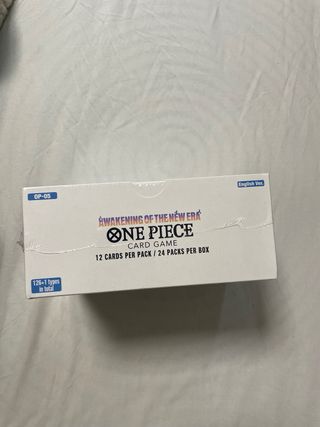 OP-05
English Ver.
AWAKENING OF THE NEW ERA
ONE PIECE
CARD GAME
12 CARDS PER PACK / 24 PACKS PER BOX
126+1 types
in total